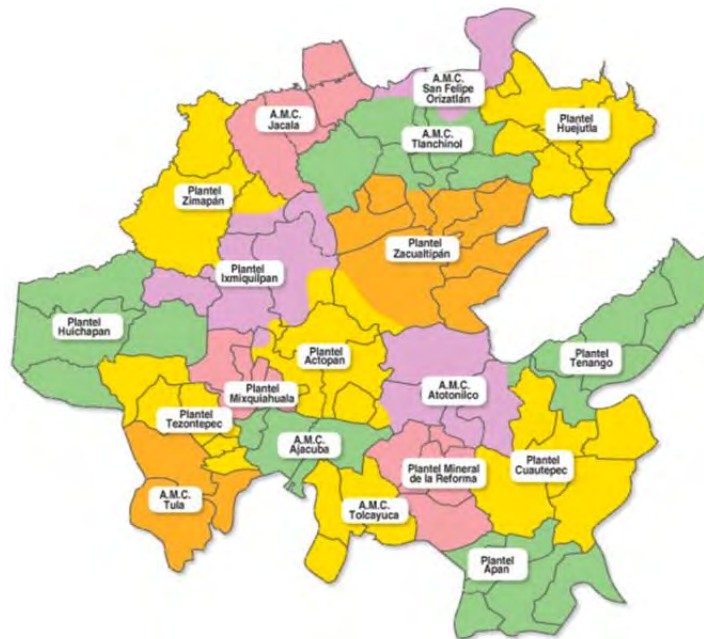 A.M.C.
San Felipe
Orizatlán
A.M.C.
Jacala
Plantel
Huejutla
A.M.C.
Tlanchinol
Plantel
Zimapán
Plantel
Zacualtipán
Plantel
Ixmiquilpan
Plantel
Huichapan
Plantel
Actopan
Plantel
Tenango
Plantel
Mixquiahuala
A.M.C.
Atotonilco
Plantel
Tezontepec
A.M.C.
Ajacuba
Plantel Mineral
de la Reforma
Plantel
Cuautepec
A.M.C.
Tula
A.M.C.
Tolcayuca
Plantel
Apan